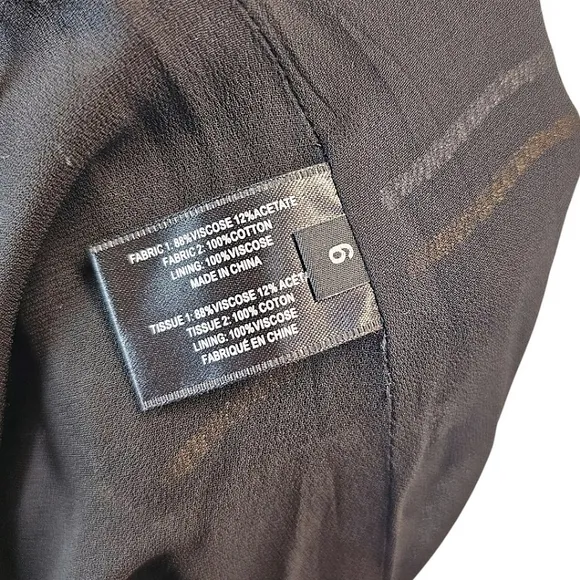 FABRIC 1: 88%VISCOSE 12%ACETATE
FABRIC 2: 100%COTTON
LINING: 100%VISCOSE
MADE IN CHINA
TISSUE 1: 88%VISCOSE 12% ACÉT
TISSUE 2: 100% COTON
LINING: 100%VISCOSE
FABRIQUÉ EN CHINE
6